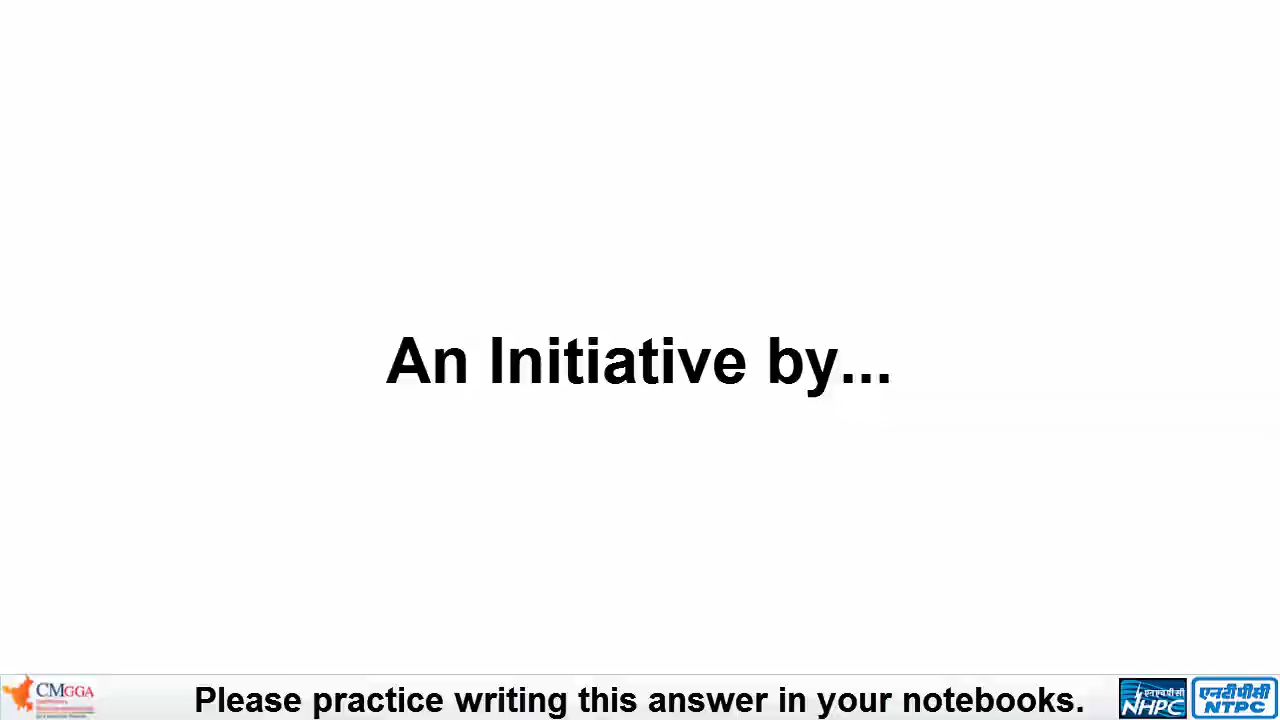 An Initiative by...
CMGGA
Please practice writing this answer in your notebooks.
एनएचपीसी
NHPC
एनटीपीसी
NTPC